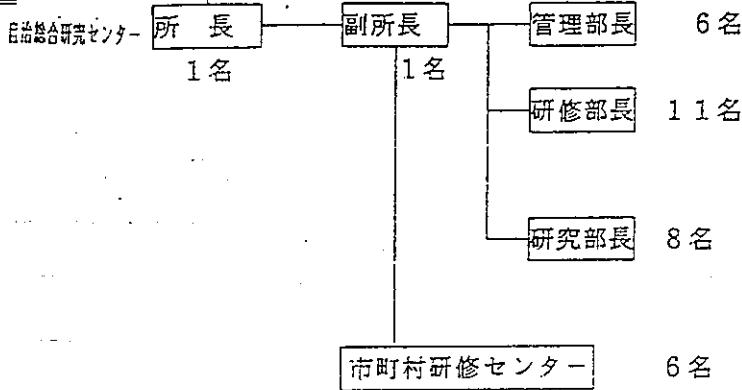 自治総合研究センター 所 長 副所長 管理部長 6名
1名 1名
研修部長 11名
研究部長 8名
市町村研修センター 6名